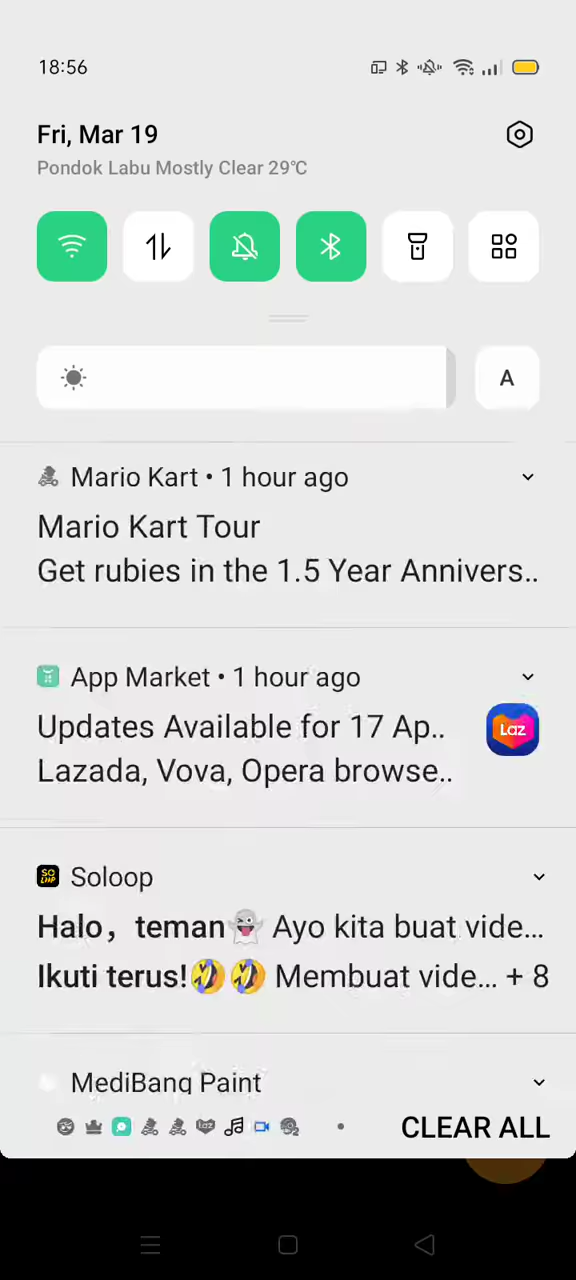 18:56
Fri, Mar 19
Pondok Labu Mostly Clear 29℃
A
Mario Kart • 1 hour ago
Mario Kart Tour
Get rubies in the 1.5 Year Annivers..
App Market • 1 hour ago
Updates Available for 17 Ap..
Laz
Lazada, Vova, Opera browse..
SO
LOOP
Soloop
Halo，teman👻 Ayo kita buat vide...
Ikuti terus!🤣🤣 Membuat vide... + 8
MediBang Paint
Laz
CLEAR ALL